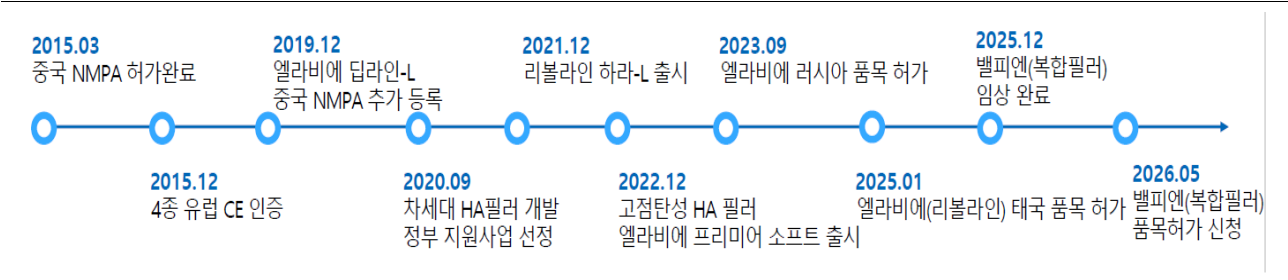 2015.03
중국 NMPA 허가완료
2015.12
4종 유럽 CE 인증
2019.12
엘라비에 딥라인-L
중국 NMPA 추가 등록
2020.09
차세대 HA필러 개발
정부 지원사업 선정
2021.12
리볼라인 하라-L 출시
2022.12
고점탄성 HA 필러
엘라비에 프리미어 소프트 출시
2023.09
엘라비에 러시아 품목 허가
2025.01
엘라비에(리볼라인) 태국 품목 허가
2025.12
밸피엔(복합필러)
임상 완료
2026.05
밸피엔(복합필러)
품목허가 신청